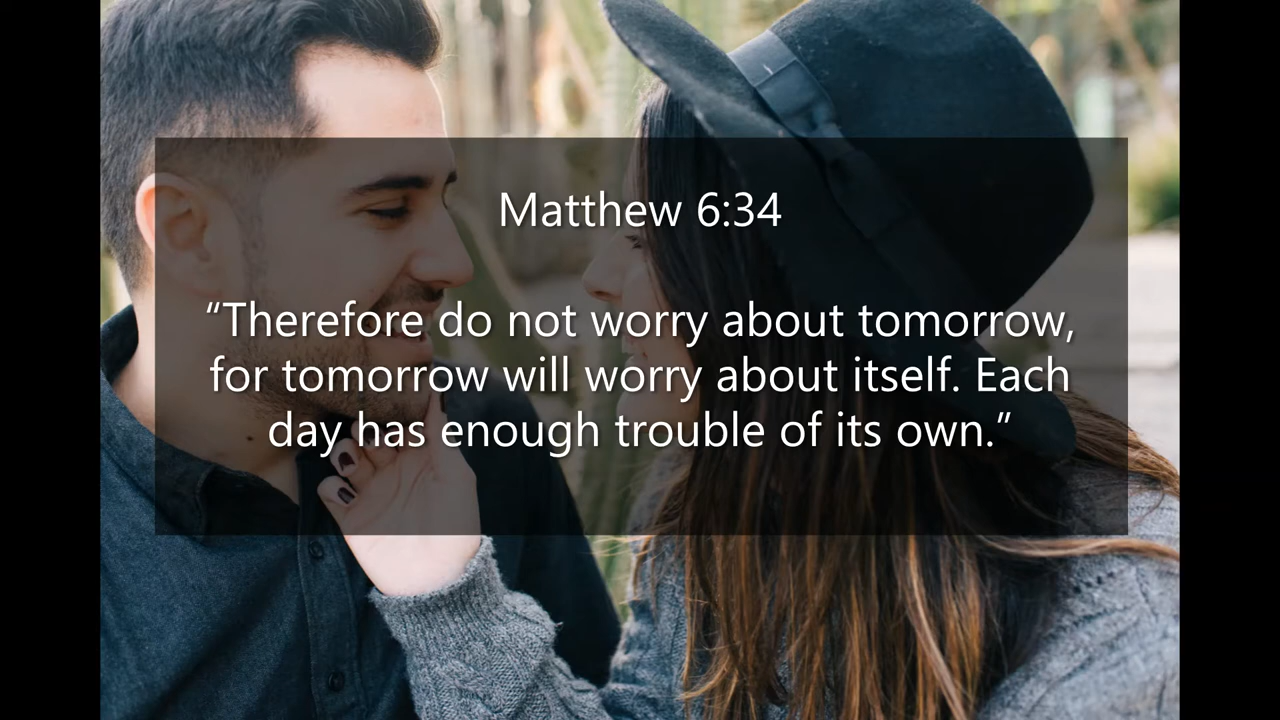 Matthew 6:34
“Therefore do not worry about tomorrow,
for tomorrow will worry about itself. Each
day has enough trouble of its own.”